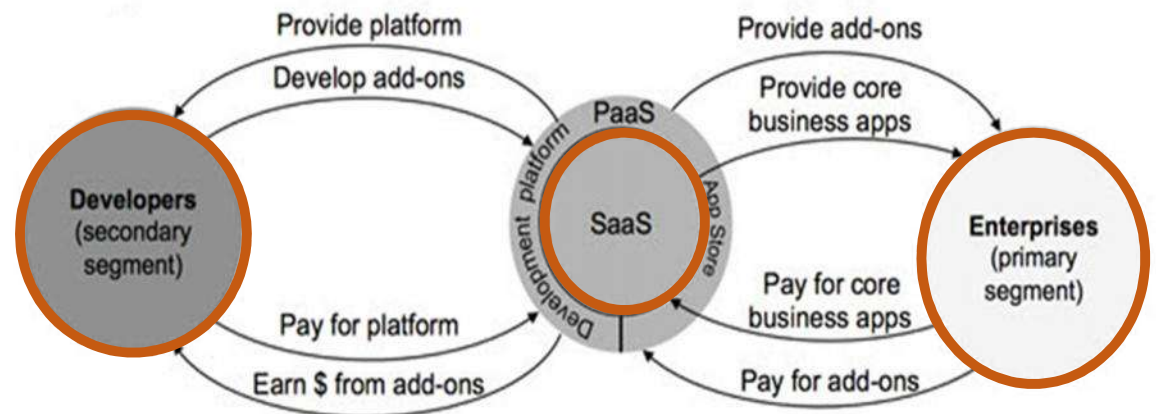 Provide platform
Develop add-ons
Provide add-ons
Provide core
business apps
Developers
(secondary
segment)
PaaS
Development platform
SaaS
App Store
Enterprises
(primary
segment)
Pay for platform
Earn $ from add-ons
Pay for core
business apps
Pay for add-ons